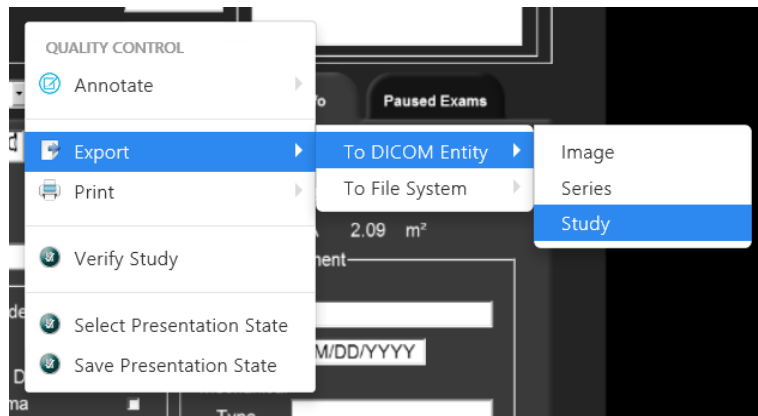 QUALITY CONTROL
Annotate
Paused Exams
Export
To DICOM Entity
Image
Print
To File System
Series
2.09 m²
Study
Verify Study
Select Presentation State
M/DD/YYYY
Save Presentation State
Type